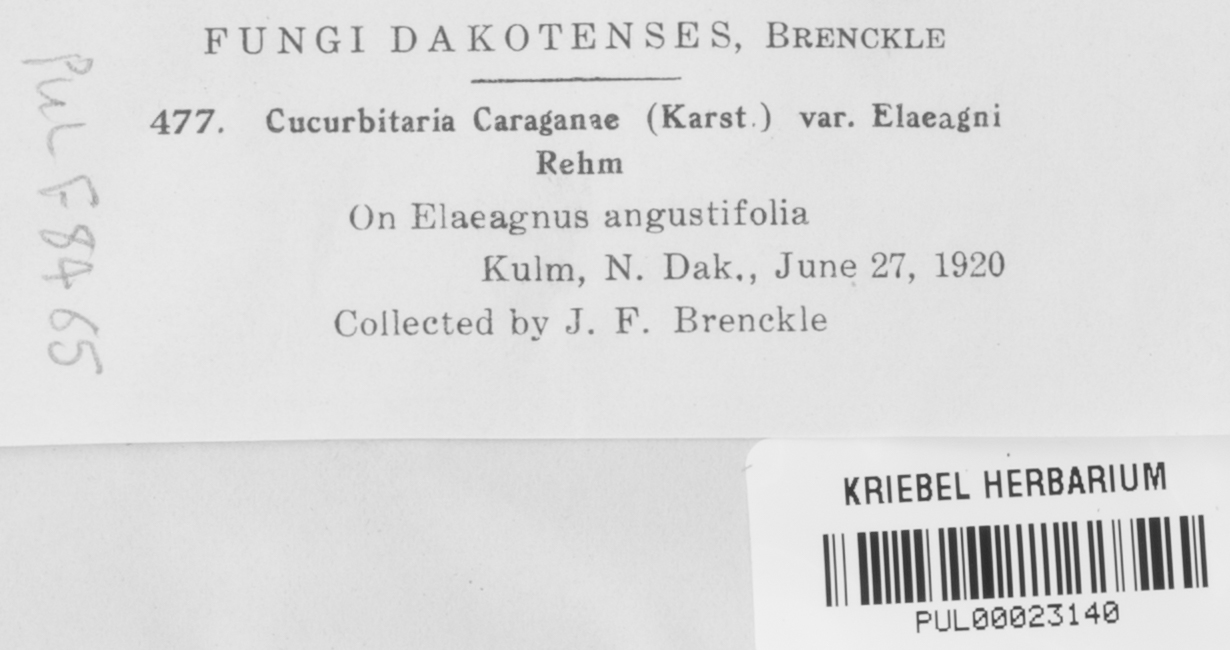 FUNGI DAKOTENSES, BRENCKLE
477. Cucurbitaria Caraganae (Karst.) var. Elaeagni
Rehm
On Elaeagnus angustifolia
Kulm, N. Dak., June 27, 1920
Collected by J. F. Brenckle
PUL F8465
KRIEBEL HERBARIUM
PUL00023140